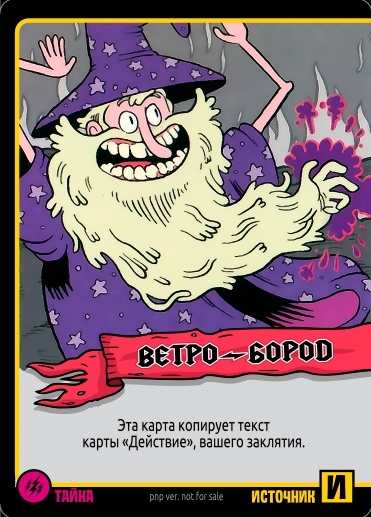 ВЕТРО~БОРОД
Эта карта копирует текст
карты «Действие», вашего заклятия.
ТАЙНА
pnp ver. not for sale
ИСТОЧНИК И